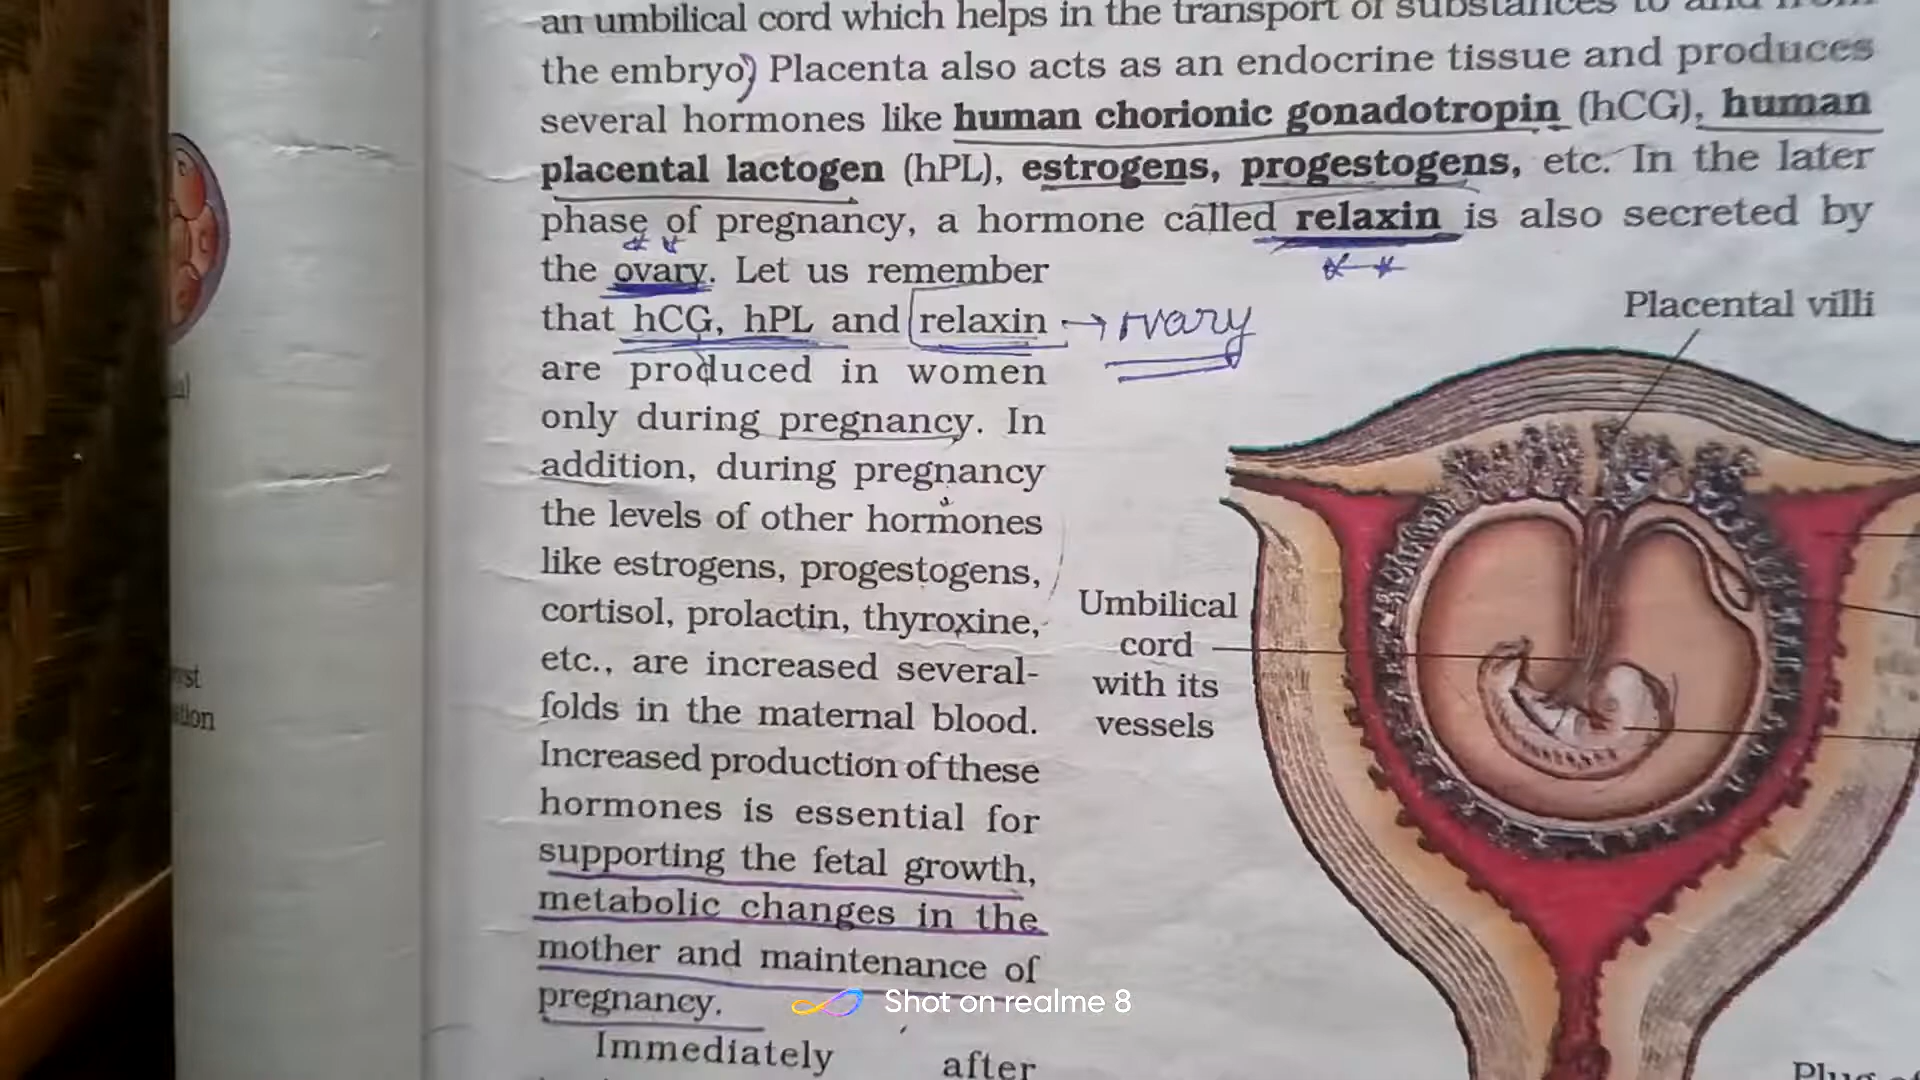 an umbilical cord which helps in the transport of substances to and from
the embryo) Placenta also acts as an endocrine tissue and produces
several hormones like human chorionic gonadotropin (hCG), human
placental lactogen (hPL), estrogens, progestogens, etc. In the later
phase of pregnancy, a hormone called relaxin is also secreted by
the ovary. Let us remember
that hCG, hPL and relaxin → ovary
are produced in women
only during pregnancy. In
addition, during pregnancy
the levels of other hormones
like estrogens, progestogens,
cortisol, prolactin, thyroxine,
etc., are increased several-
folds in the maternal blood.
Increased production of these
hormones is essential for
supporting the fetal growth,
metabolic changes in the
mother and maintenance of
pregnancy.
Immediately after
Placental villi
Umbilical
cord
with its
vessels
Shot on realme 8